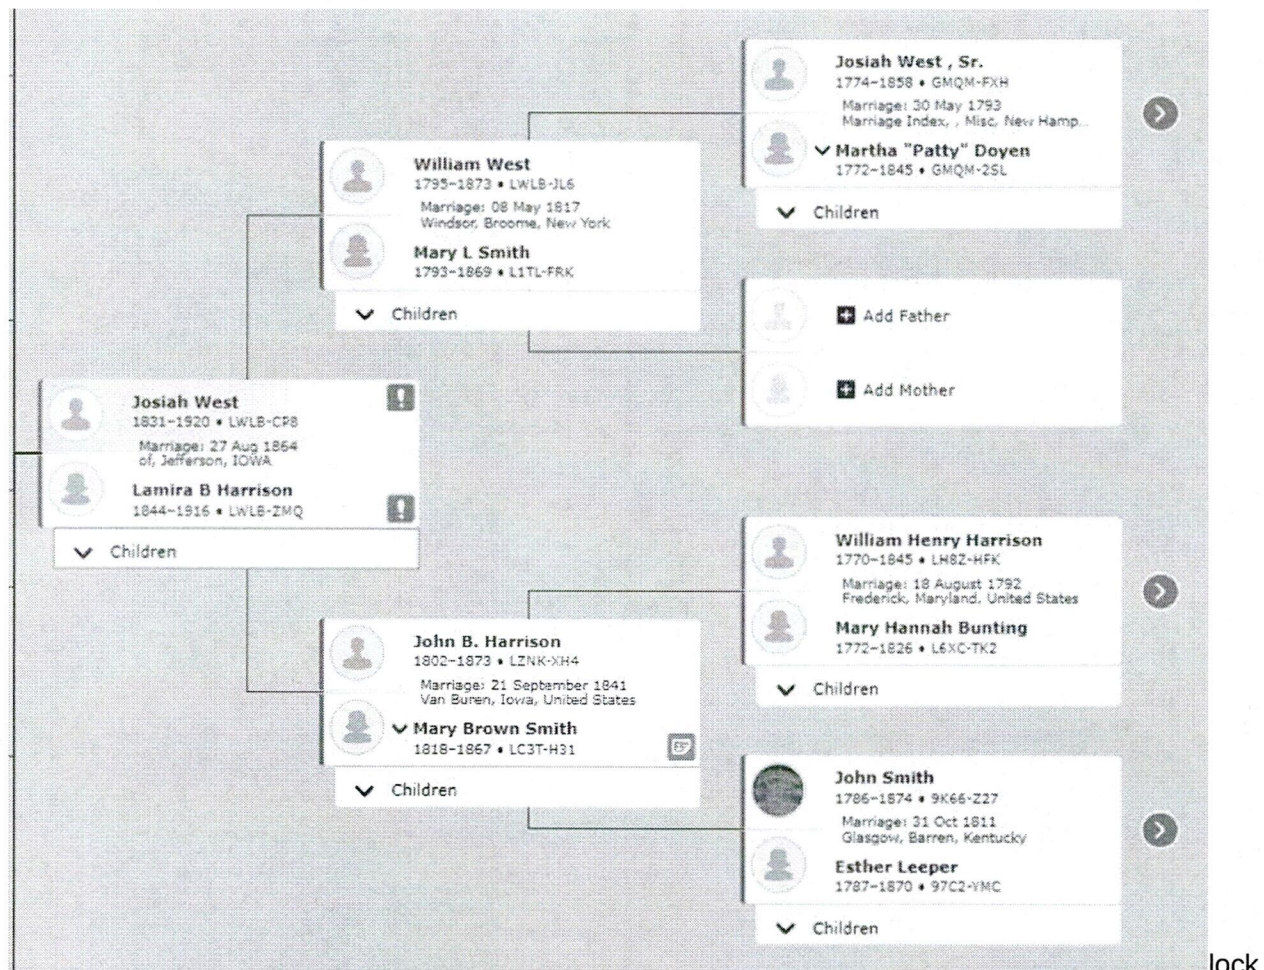 Josiah West , Sr.
1774-1858 • GMQM-FXH
Marriage: 30 May 1793
Marriage Index, , Misc, New Hamp...
Martha "Patty" Doyen
1772-1845 • GMQM-2SL
Children
William West
1795-1873 • LWLB-JL6
Marriage: 08 May 1817
Windsor, Broome, New York
Mary L Smith
1793-1869 • L1TL-FRK
Children
Add Father
Add Mother
Josiah West
1831-1920 • LWLB-CP8
Marriage: 27 Aug 1864
of, Jefferson, IOWA
Lamira B Harrison
1844-1916 • LWLB-ZMQ
Children
William Henry Harrison
1770-1845 • LH8Z-HFK
Marriage: 18 August 1792
Frederick, Maryland, United States
Mary Hannah Bunting
1772-1826 • L6XC-TK2
Children
John B. Harrison
1802-1873 • LZNK-XH4
Marriage: 21 September 1841
Van Buren, Iowa, United States
Mary Brown Smith
1818-1867 • LC3T-H31
Children
John Smith
1786-1874 • 9K66-Z27
Marriage: 31 Oct 1811
Glasgow, Barren, Kentucky
Esther Leeper
1787-1870 • 97C2-YMC
Children
lock